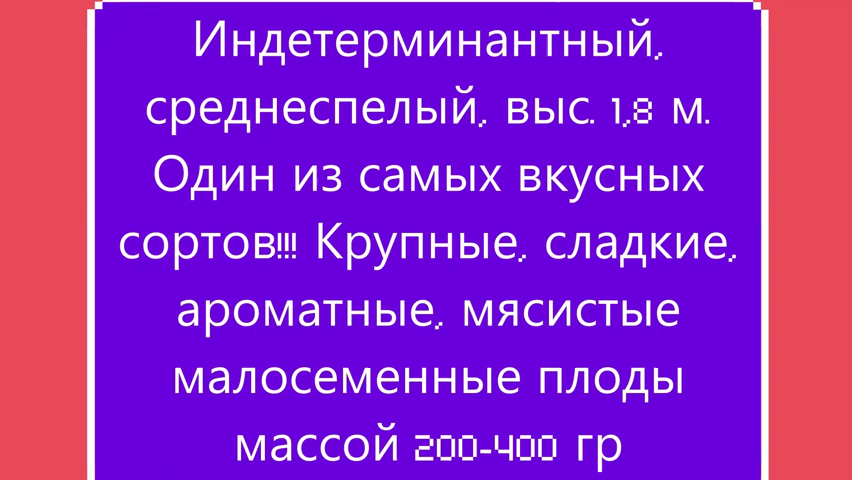 Индетерминантный,
среднеспелый, выс. 1,8 м.
Один из самых вкусных
сортов!!! Крупные, сладкие,
ароматные, мясистые
малосеменные плоды
массой 200-400 гр